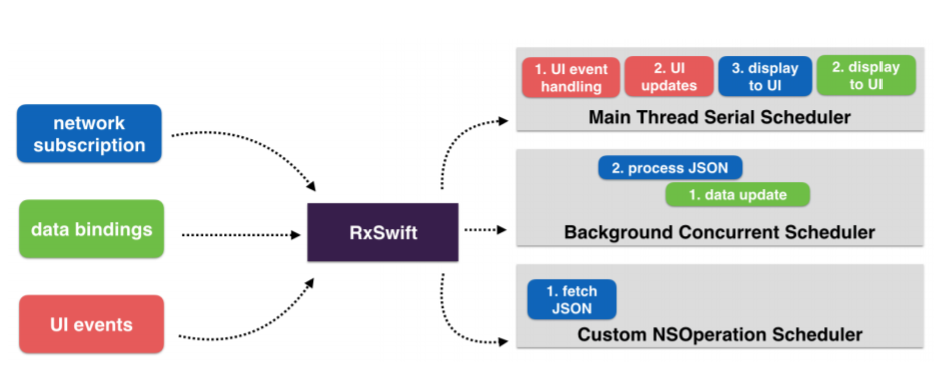 network
subscription
data bindings
UI events
RxSwift
1. UI event
handling
2. UI
updates
3. display
to UI
2. display
to UI
Main Thread Serial Scheduler
2. process JSON
1. data update
Background Concurrent Scheduler
1. fetch
JSON
Custom NSOperation Scheduler